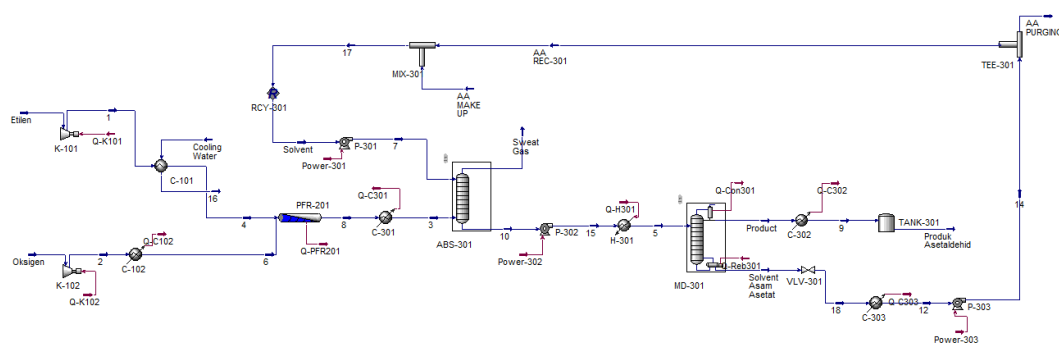 AA
PURGING
17
AA
REC-301
TEE-301
MIX-30
AA
MAKE
UP
RCY-301
Etilen
1
K-101
Q-K101
Cooling
Water
C-101
16
Solvent
P-301
7
Power-301
Sweat
Gas
4
PFR-201
Q-PFR201
8
Q-C301
C-301
3
ABS-301
10
P-302
Power-302
15
Q-H301
H-301
5
Q-Con301
MD-301
Product
Q-C302
C-302
9
TANK-301
Produk
Asetaldehid
14
Oksigen
2
K-102
Q-K102
Q-C102
C-102
6
Q-Reb301
Solvent
Asam
Asetat
VLV-301
18
Q-C303
C-303
12
P-303
Power-303